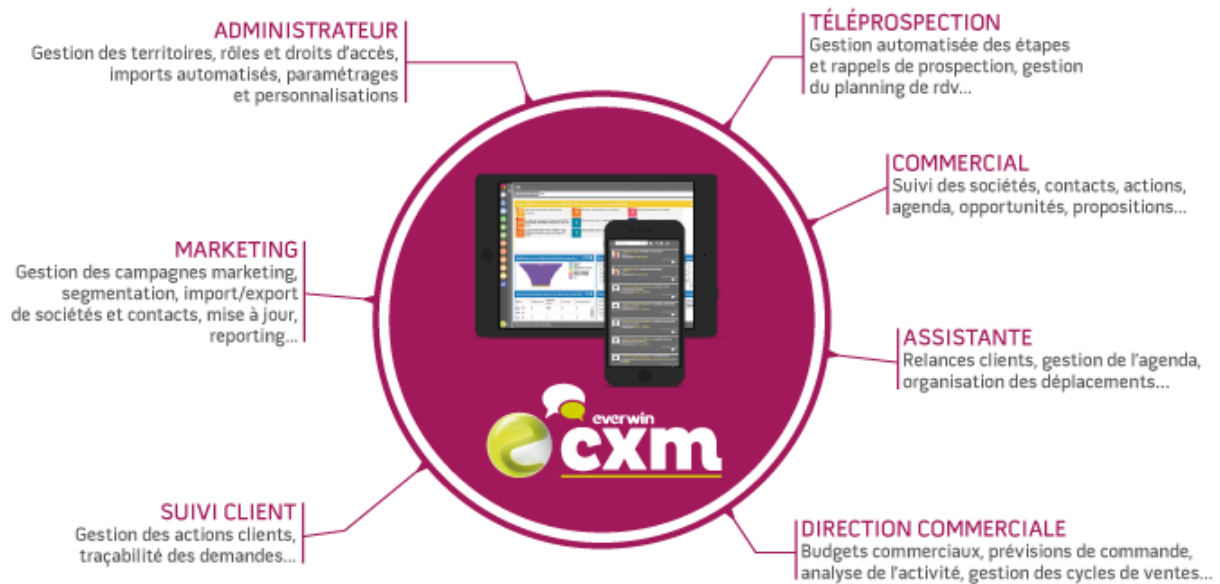 ADMINISTRATEUR
Gestion des territoires, rôles et droits d'accès,
imports automatisés, paramétrages
et personnalisations
TÉLÉPROSPECTION
Gestion automatisée des étapes
et rappels de prospection, gestion
du planning de rdv...
COMMERCIAL
Suivi des sociétés, contacts, actions,
agenda, opportunités, propositions...
MARKETING
Gestion des campagnes marketing,
segmentation, import/export
de sociétés et contacts, mise à jour,
reporting...
ASSISTANTE
Relances clients, gestion de l'agenda,
organisation des déplacements...
everwin
e cxm
SUIVI CLIENT
Gestion des actions clients,
traçabilité des demandes...
DIRECTION COMMERCIALE
Budgets commerciaux, prévisions de commande,
analyse de l'activité, gestion des cycles de ventes...